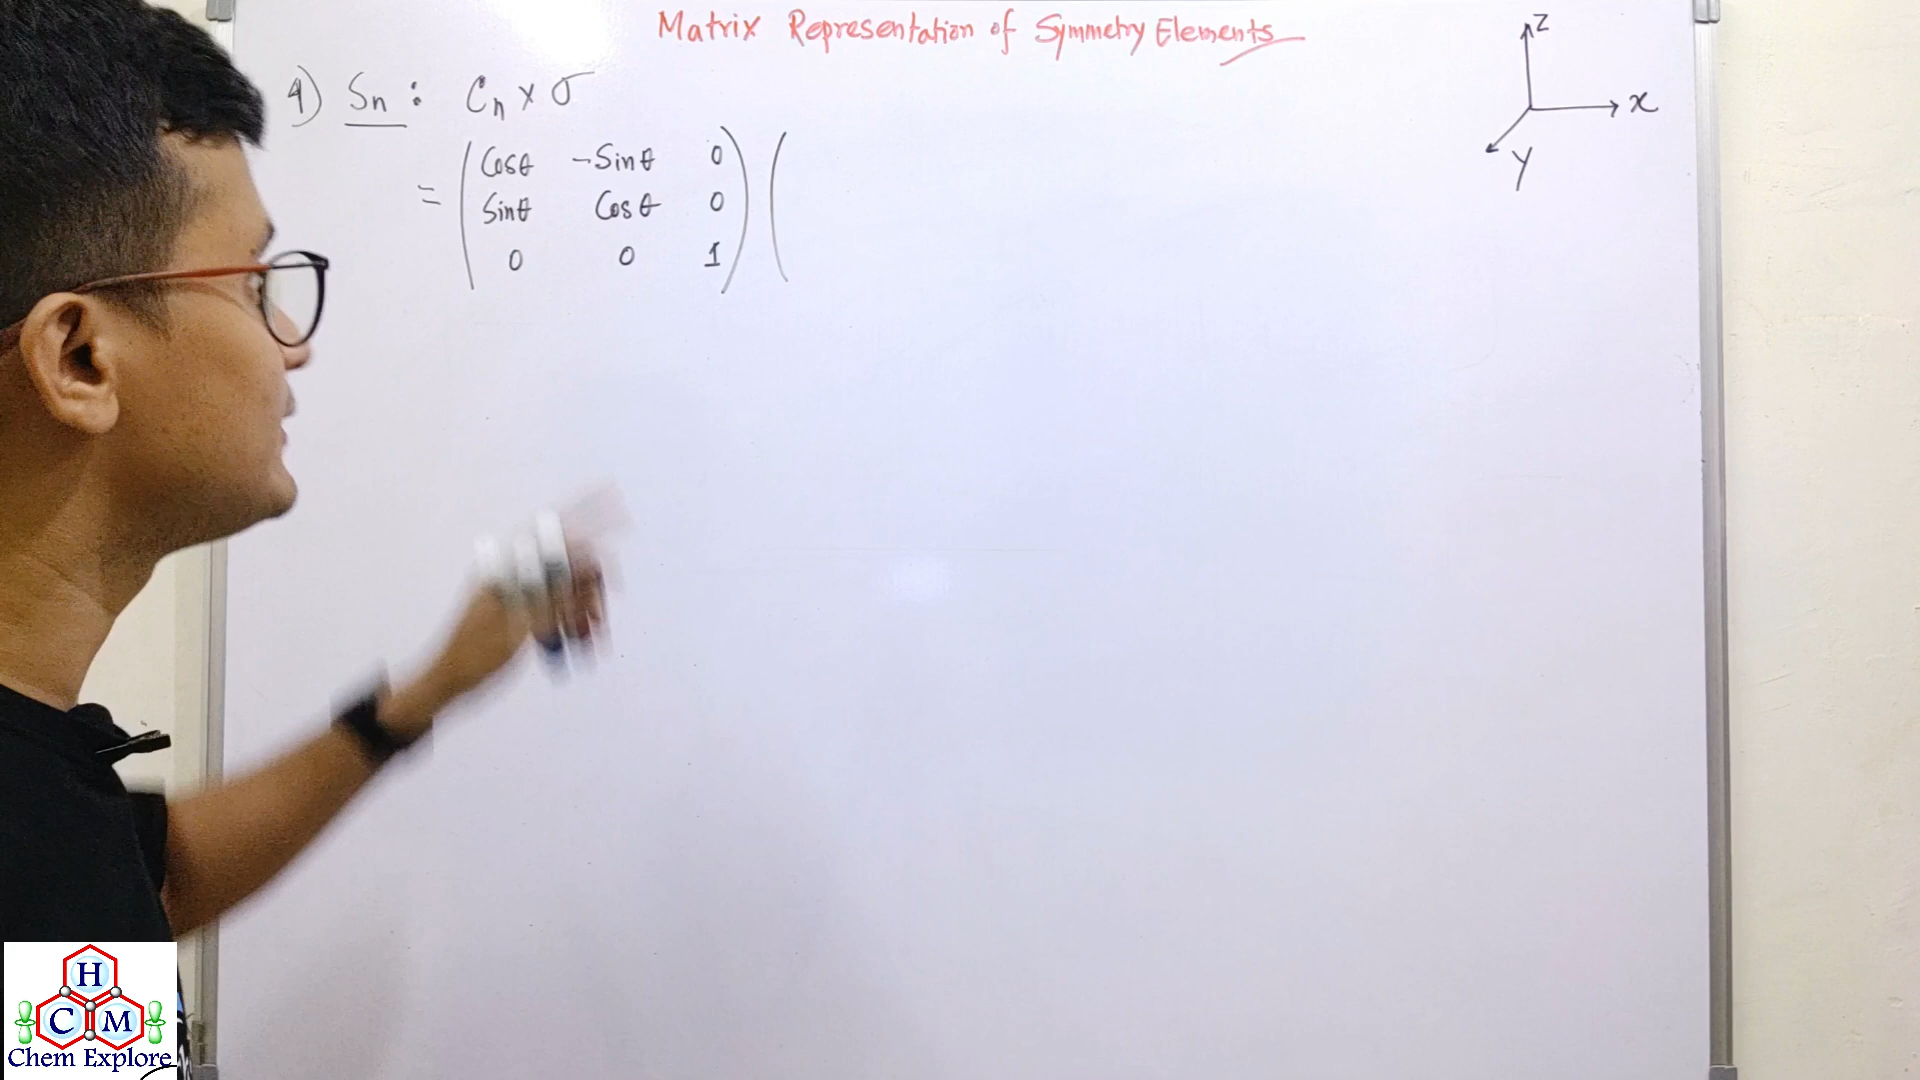 Matrix Representation of Symmetry Elements
4) Sn : Cn × σ
= ( Cosθ -Sinθ 0 ) (
Sinθ Cosθ 0
0 0 1
Z
x
y
H
C M
Chem Explore